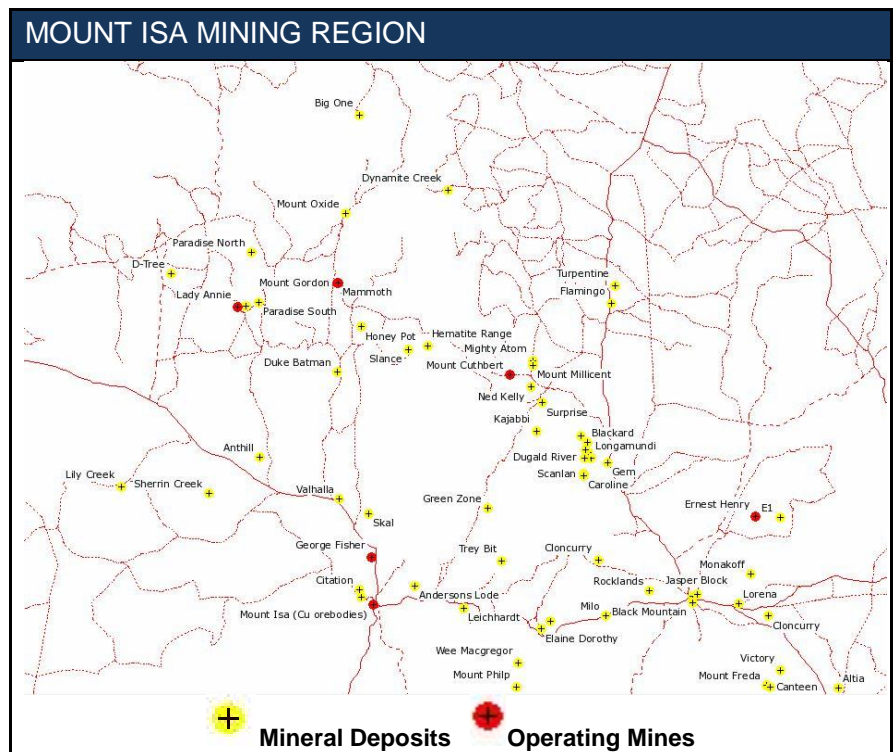 MOUNT ISA MINING REGION
Big One
Dynamite Creek
Mount Oxide
Paradise North
D-Tree
Mount Gordon
Mammoth
Lady Annie
Paradise South
Turpentine
Flamingo
Honey Pot
Hematite Range
Slance
Mighty Atom
Mount Cuthbert
Duke Batman
Mount Millicent
Ned Kelly
Surprise
Kajabbi
Blackard
Longamundi
Anthill
Dugald River
Gem
Scanlan
Caroline
Lily Creek
Sherrin Creek
Valhalla
Green Zone
Ernest Henry
E1
Skal
George Fisher
Trey Bit
Cloncurry
Monakoff
Citation
Andersons Lode
Rocklands
Jasper Block
Lorena
Mount Isa (Cu orebodies)
Leichhardt
Milo
Black Mountain
Cloncurry
Elaine Dorothy
Wee Macgregor
Victory
Mount Philp
Mount Freda
Canteen
Altia
Mineral Deposits
Operating Mines